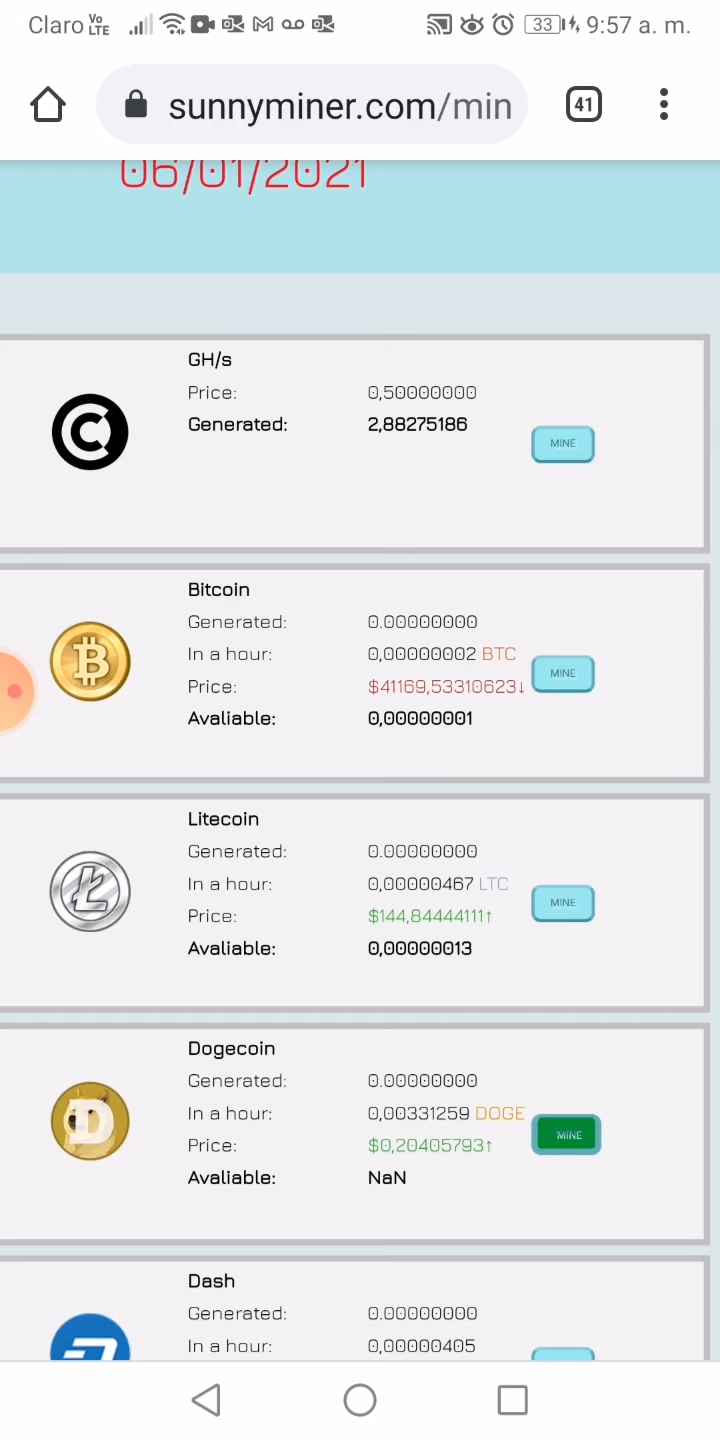 Claro Vo LTE 33 9:57 a. m.
sunnyminer.com/min 41
06/01/2021
GH/s
Price: 0,50000000
Generated: 2,88275186
MINE
Bitcoin
Generated: 0.00000000
In a hour: 0,00000002 BTC
MINE
Price: $41169,53310623↓
Avaliable: 0,00000001
Litecoin
Generated: 0.00000000
In a hour: 0,00000467 LTC
MINE
Price: $144,84444111↑
Avaliable: 0,00000013
Dogecoin
Generated: 0.00000000
In a hour: 0,00331259 DOGE
MINE
Price: $0,20405793↑
Avaliable: NaN
Dash
Generated: 0.00000000
In a hour: 0,00000405